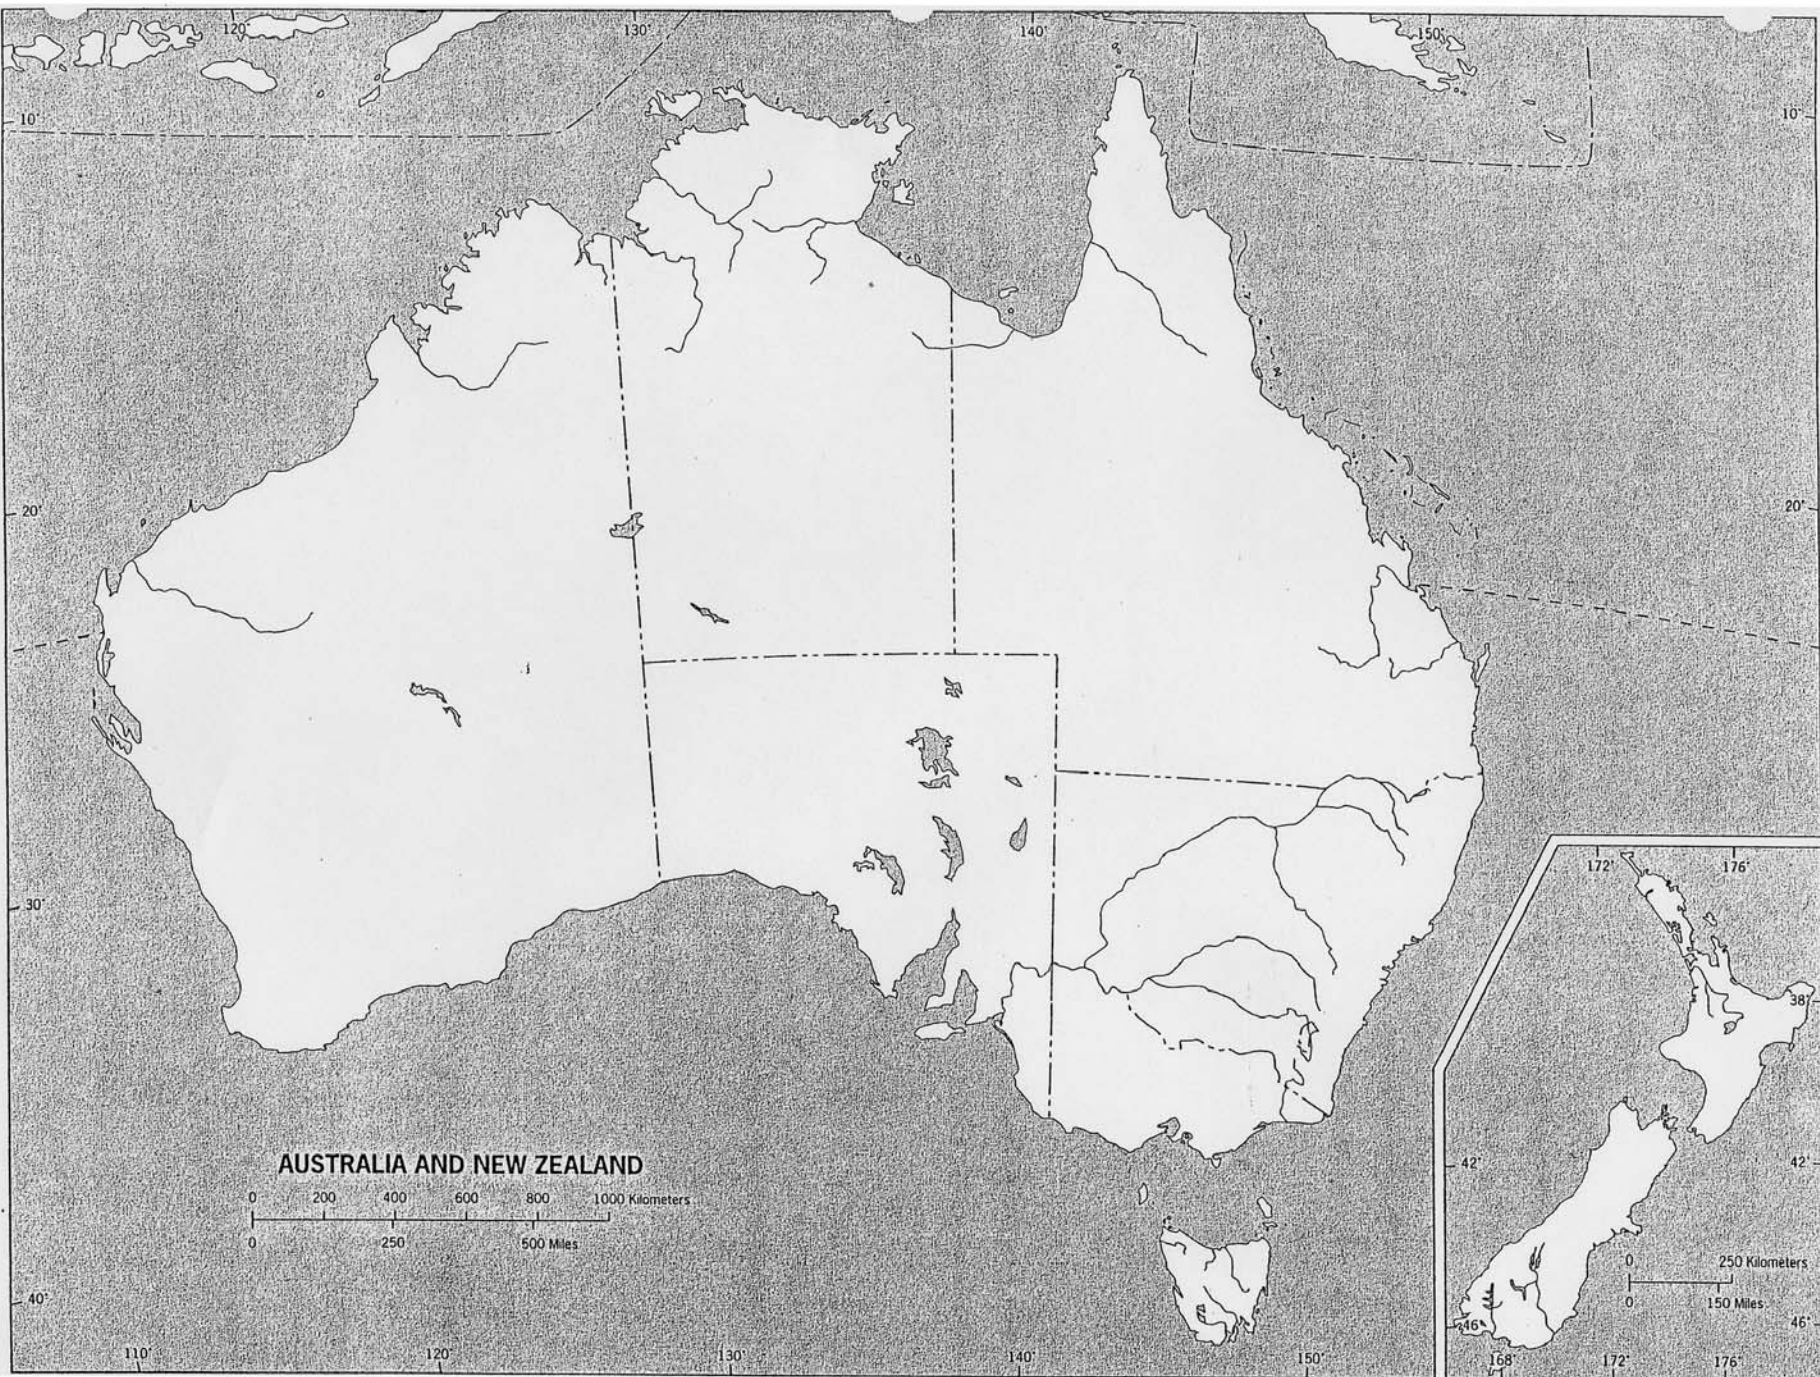 120° 130° 140° 150°
10° 10°
20° 20°
30°
172° 176°
38°
AUSTRALIA AND NEW ZEALAND
0 200 400 600 800 1000 Kilometers
0 250 500 Miles
42° 42°
0 250 Kilometers
0 150 Miles
40°
46° 46°
110° 120° 130° 140° 150° 168° 172° 176°